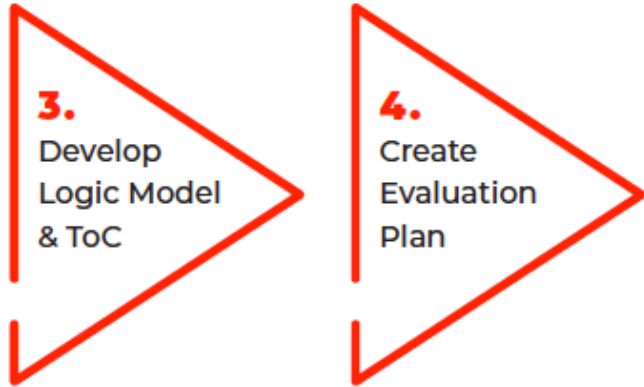 3.
Develop
Logic Model
& ToC
4.
Create
Evaluation
Plan